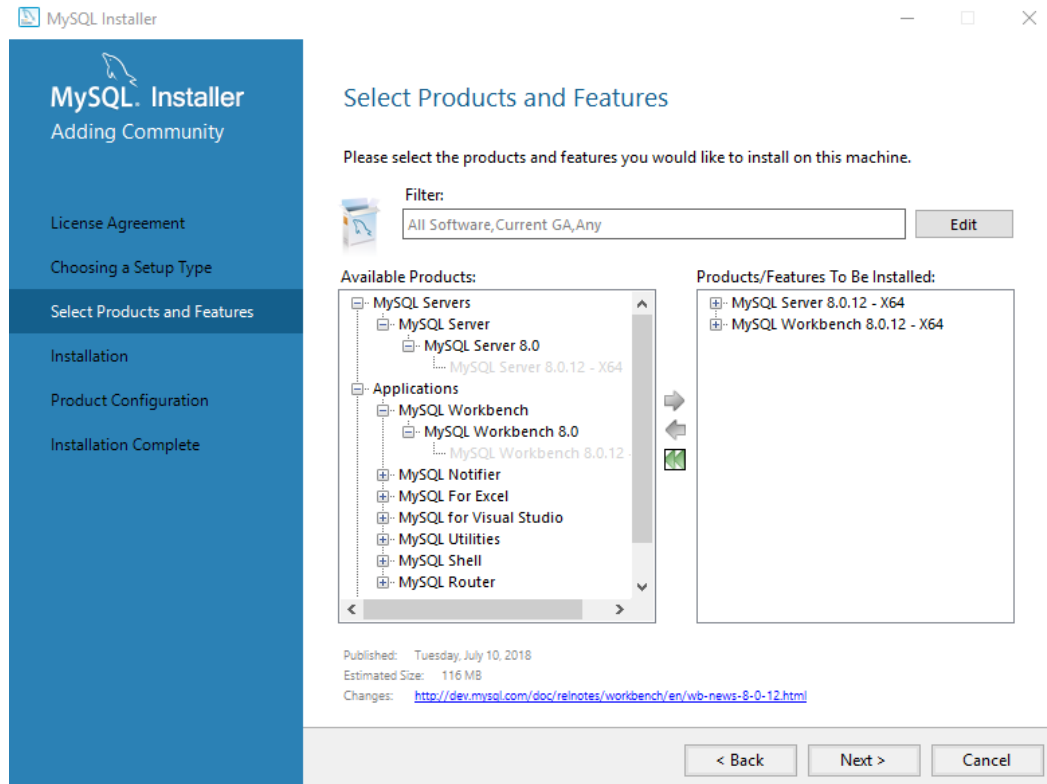 MySQL Installer
MySQL. Installer
Adding Community
License Agreement
Choosing a Setup Type
Select Products and Features
Installation
Product Configuration
Installation Complete
Select Products and Features
Please select the products and features you would like to install on this machine.
Filter:
All Software,Current GA,Any
Edit
Available Products:
MySQL Servers
MySQL Server
MySQL Server 8.0
MySQL Server 8.0.12 - X64
Applications
MySQL Workbench
MySQL Workbench 8.0
MySQL Workbench 8.0.12 -
MySQL Notifier
MySQL For Excel
MySQL for Visual Studio
MySQL Utilities
MySQL Shell
MySQL Router
Products/Features To Be Installed:
MySQL Server 8.0.12 - X64
MySQL Workbench 8.0.12 - X64
Published: Tuesday, July 10, 2018
Estimated Size: 116 MB
Changes: http://dev.mysql.com/doc/relnotes/workbench/en/wb-news-8-0-12.html
< Back
Next >
Cancel